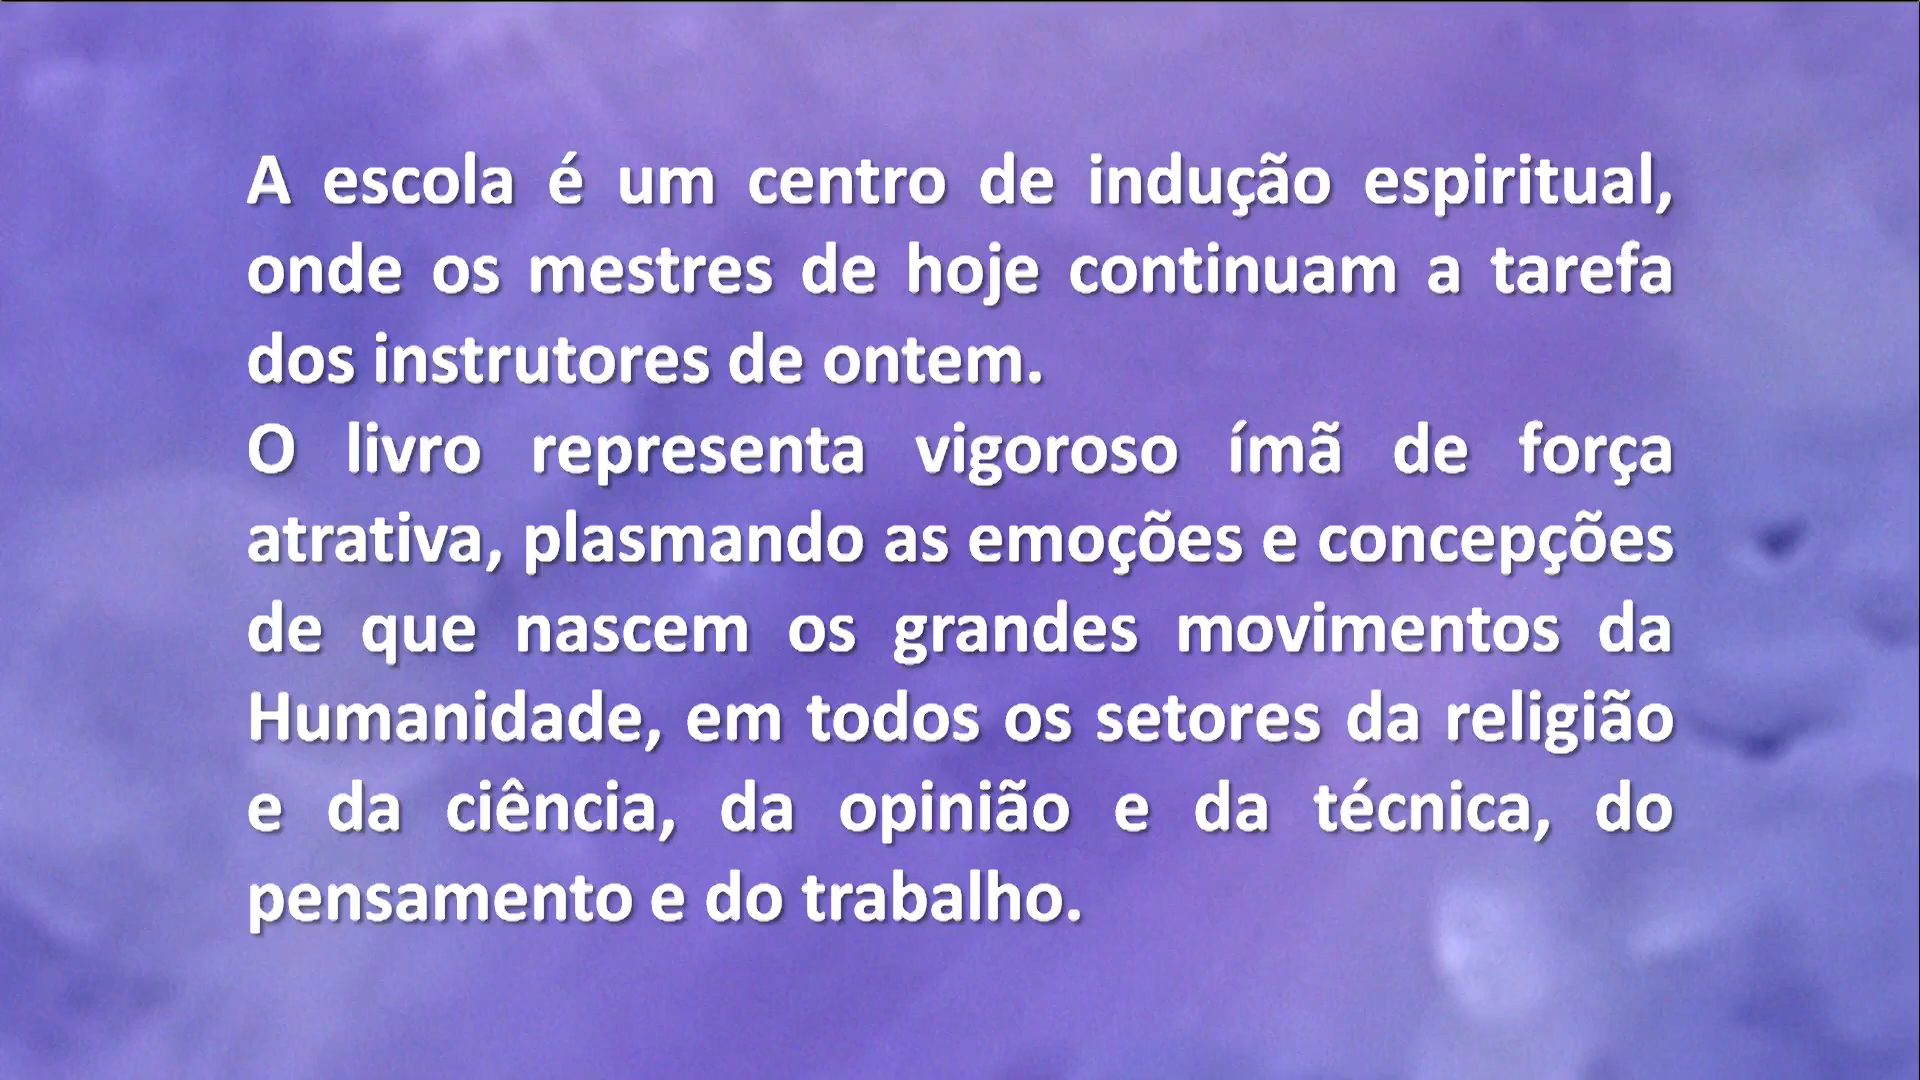 A escola é um centro de indução espiritual,
onde os mestres de hoje continuam a tarefa
dos instrutores de ontem.
O livro representa vigoroso ímã de força
atrativa, plasmando as emoções e concepções
de que nascem os grandes movimentos da
Humanidade, em todos os setores da religião
e da ciência, da opinião e da técnica, do
pensamento e do trabalho.